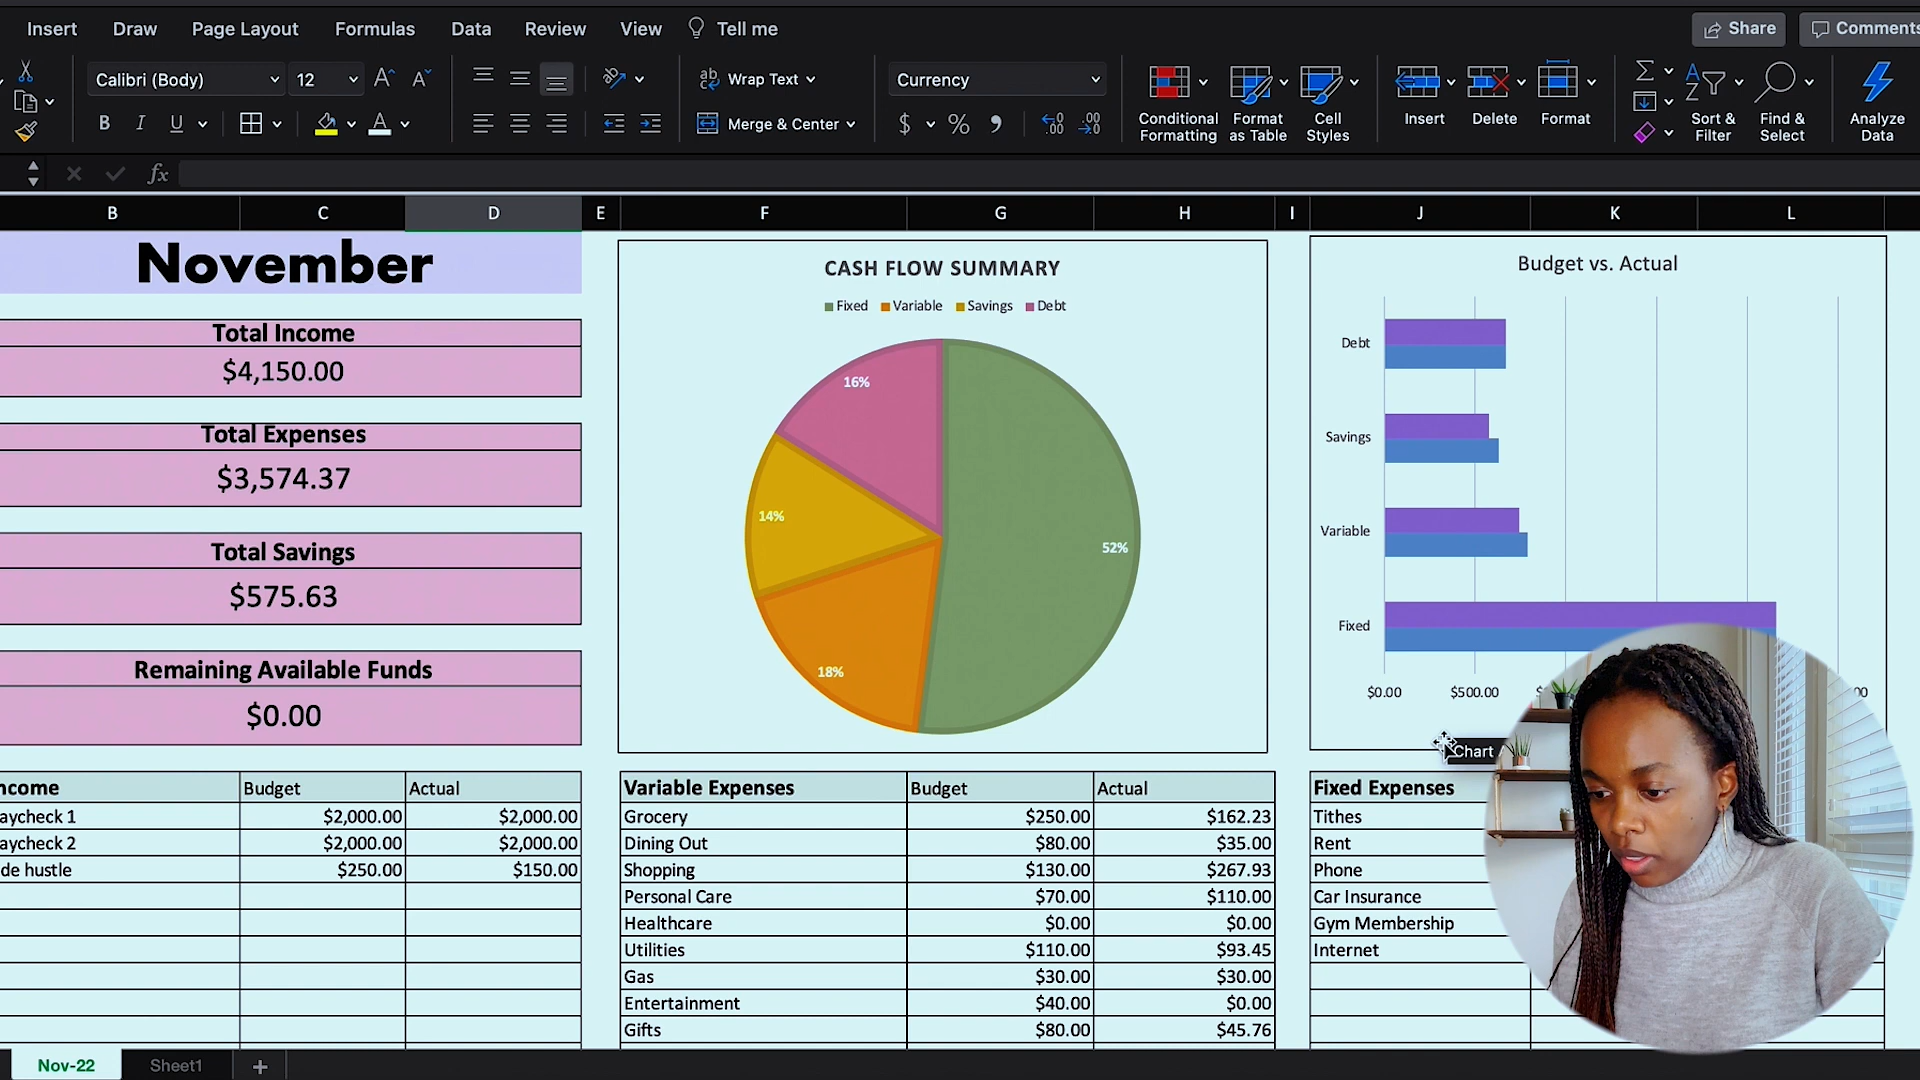 Insert Draw Page Layout Formulas Data Review View Tell me Share Comments
Calibri (Body) 12 Wrap Text Currency
B I U A Merge & Center $ % Conditional Formatting Format as Table Cell Styles Insert Delete Format Sort & Filter Find & Select Analyze Data
fx
B C D E F G H I J K L
November
Total Income
$4,150.00
Total Expenses
$3,574.37
Total Savings
$575.63
Remaining Available Funds
$0.00
CASH FLOW SUMMARY
Fixed Variable Savings Debt
16%
14%
52%
18%
Budget vs. Actual
Debt
Savings
Variable
Fixed
$0.00 $500.00
Chart
ncome Budget Actual
aycheck 1 $2,000.00 $2,000.00
aycheck 2 $2,000.00 $2,000.00
de hustle $250.00 $150.00
Variable Expenses Budget Actual
Grocery $250.00 $162.23
Dining Out $80.00 $35.00
Shopping $130.00 $267.93
Personal Care $70.00 $110.00
Healthcare $0.00 $0.00
Utilities $110.00 $93.45
Gas $30.00 $30.00
Entertainment $40.00 $0.00
Gifts $80.00 $45.76
Fixed Expenses
Tithes
Rent
Phone
Car Insurance
Gym Membership
Internet
Nov-22 Sheet1 +